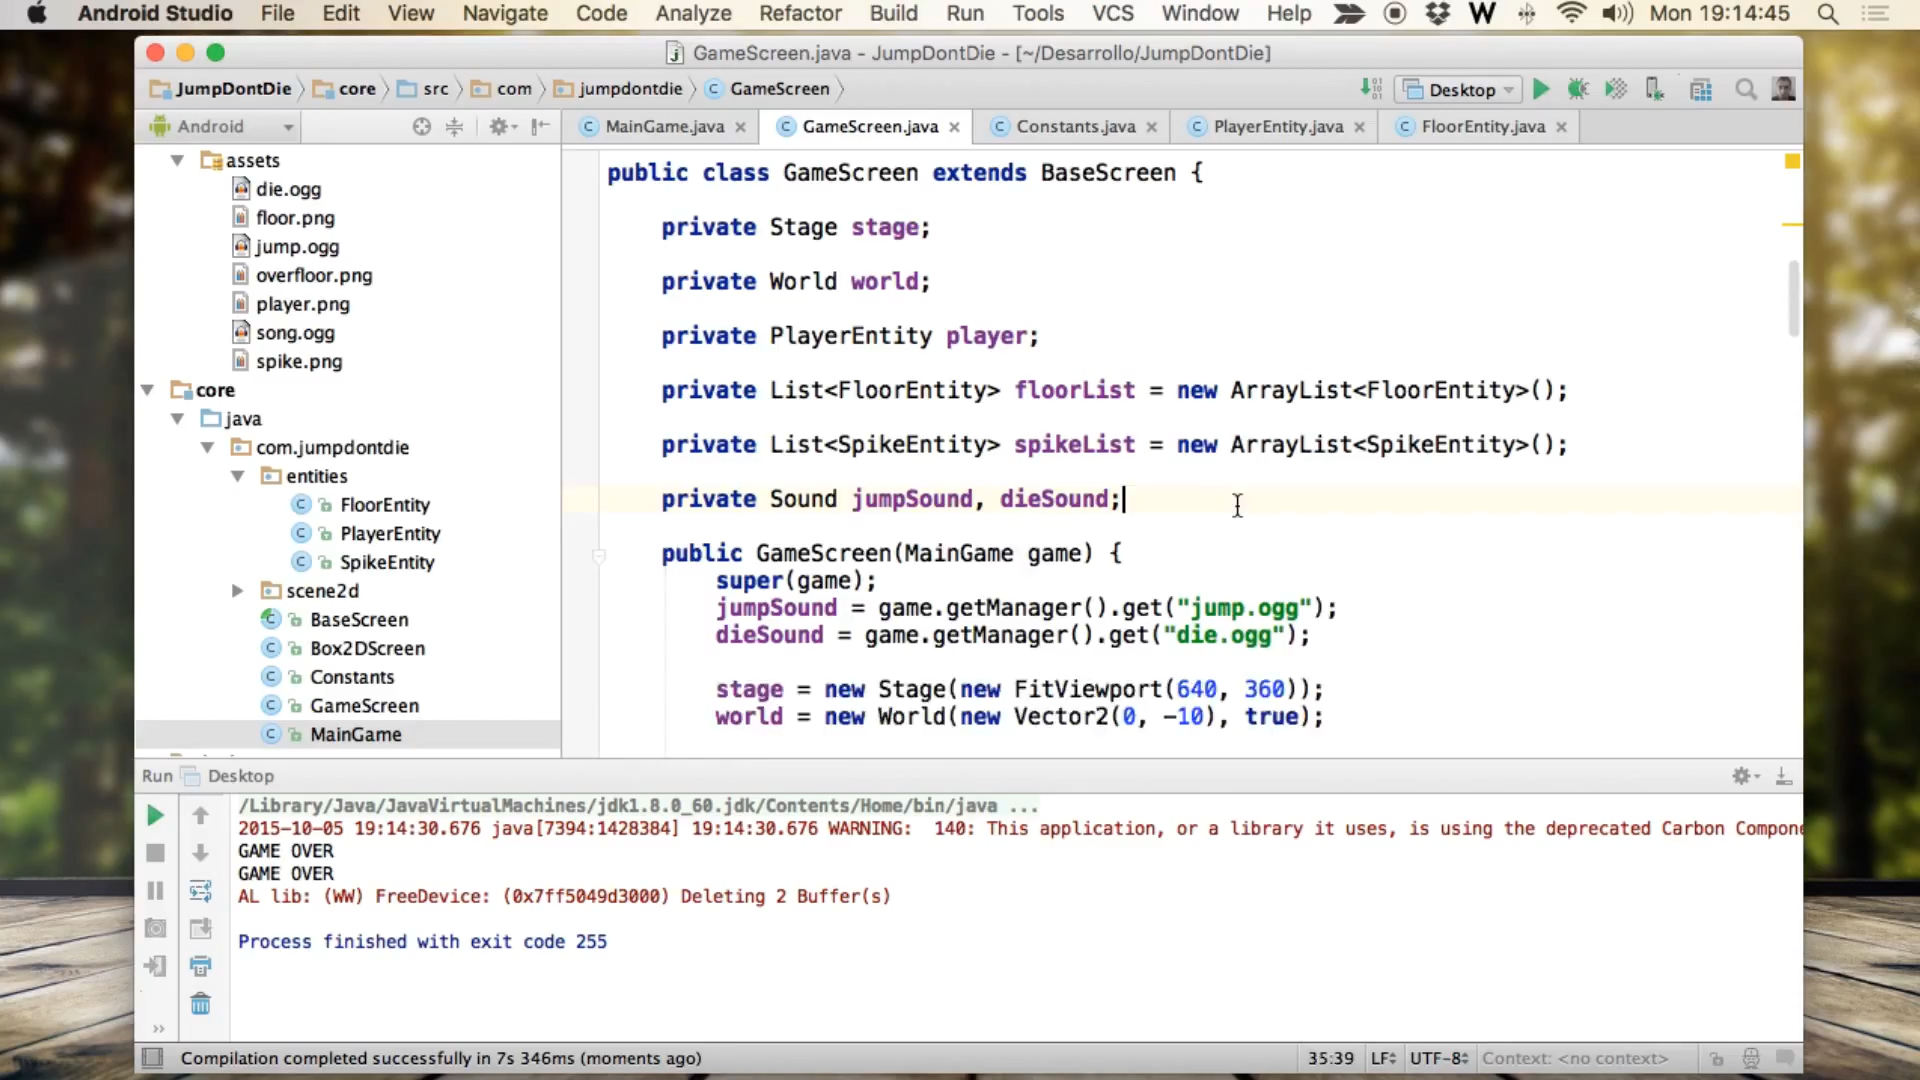 Android Studio File Edit View Navigate Code Analyze Refactor Build Run Tools VCS Window Help W Mon 19:14:45
GameScreen.java - JumpDontDie - [~/Desarrollo/JumpDontDie]
JumpDontDie core src com jumpdontdie GameScreen Desktop
Android MainGame.java GameScreen.java Constants.java PlayerEntity.java FloorEntity.java
assets
die.ogg
floor.png
jump.ogg
overfloor.png
player.png
song.ogg
spike.png
core
java
com.jumpdontdie
entities
FloorEntity
PlayerEntity
SpikeEntity
scene2d
BaseScreen
Box2DScreen
Constants
GameScreen
MainGame
public class GameScreen extends BaseScreen {
private Stage stage;
private World world;
private PlayerEntity player;
private List<FloorEntity> floorList = new ArrayList<FloorEntity>();
private List<SpikeEntity> spikeList = new ArrayList<SpikeEntity>();
private Sound jumpSound, dieSound;
public GameScreen(MainGame game) {
super(game);
jumpSound = game.getManager().get("jump.ogg");
dieSound = game.getManager().get("die.ogg");
stage = new Stage(new FitViewport(640, 360));
world = new World(new Vector2(0, -10), true);
Run Desktop
/Library/Java/JavaVirtualMachines/jdk1.8.0_60.jdk/Contents/Home/bin/java ...
2015-10-05 19:14:30.676 java[7394:1428384] 19:14:30.676 WARNING: 140: This application, or a library it uses, is using the deprecated Carbon Compone
GAME OVER
GAME OVER
AL lib: (WW) FreeDevice: (0x7ff5049d3000) Deleting 2 Buffer(s)
Process finished with exit code 255
Compilation completed successfully in 7s 346ms (moments ago) 35:39 LF UTF-8 Context: <no context>